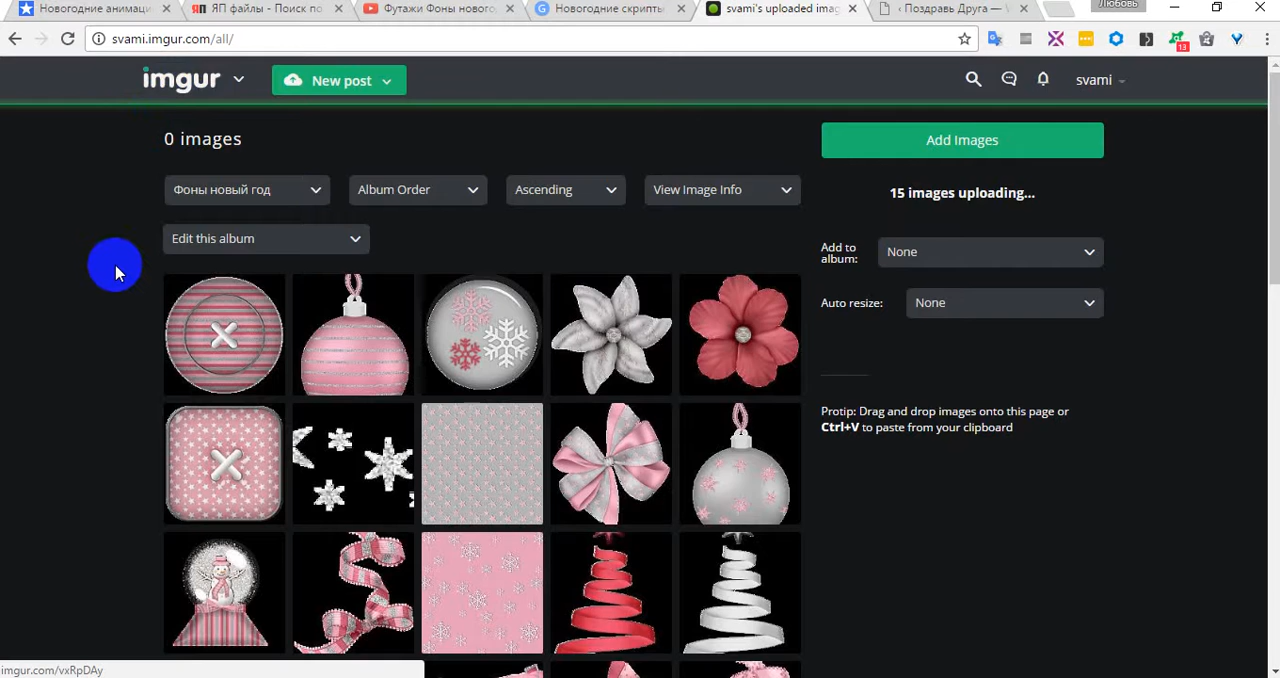 Новогодние анимаци
ЯП файлы - Поиск по
Футажи Фоны нового
Новогодние скрипты
svami's uploaded imag
‹ Поздравь Друга — У
Любовь
svami.imgur.com/all/
13
imgur
New post
svami
0 images
Add Images
Фоны новый год
Album Order
Ascending
View Image Info
15 images uploading...
Edit this album
Add to album:
None
Auto resize:
None
Protip: Drag and drop images onto this page or
Ctrl+V to paste from your clipboard
imgur.com/vxRpDAy